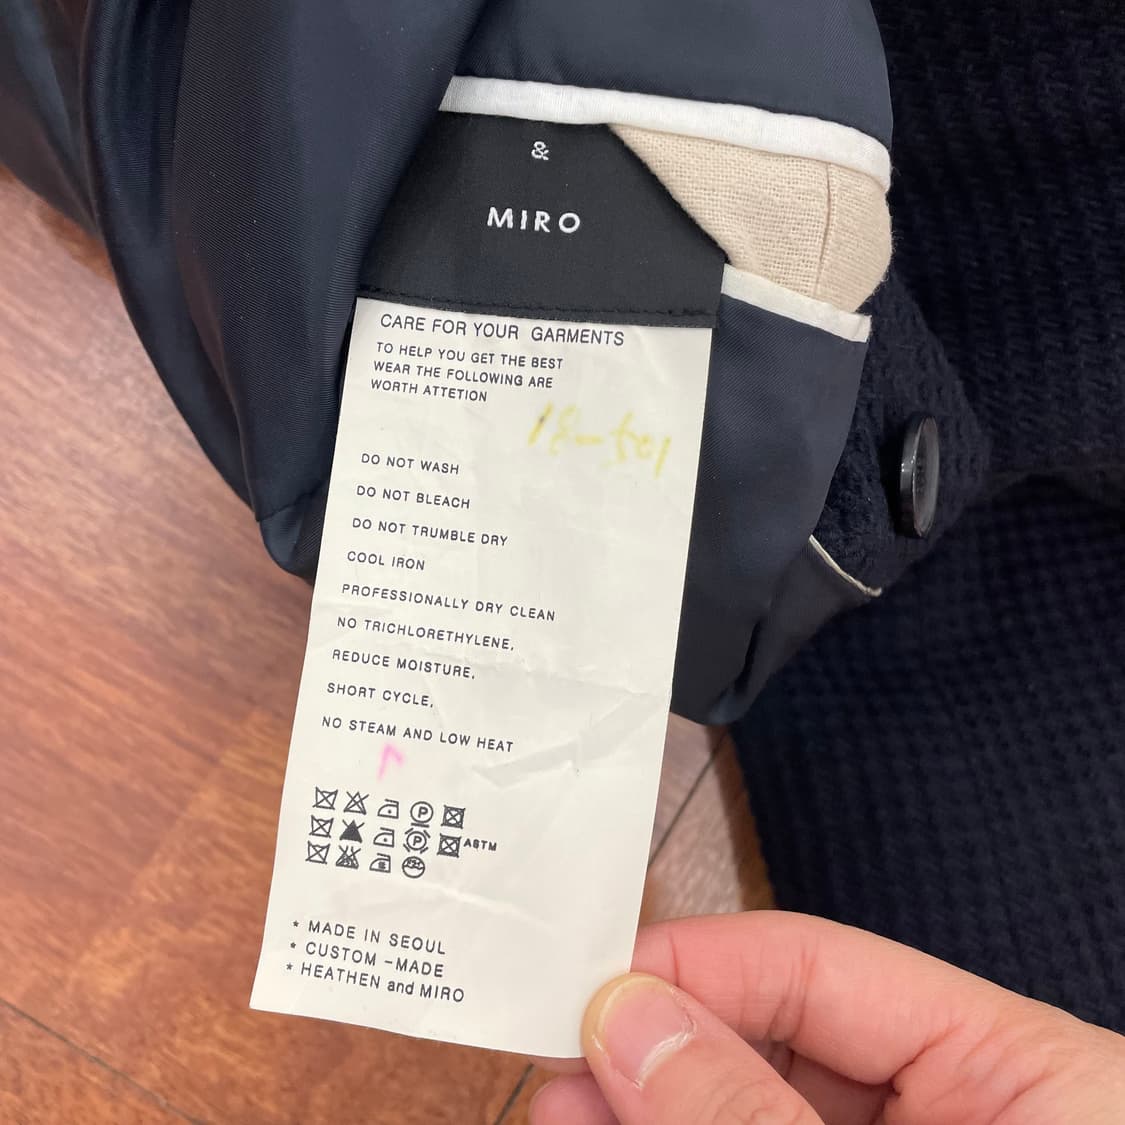 &
MIRO
CARE FOR YOUR GARMENTS
TO HELP YOU GET THE BEST
WEAR THE FOLLOWING ARE
WORTH ATTETION
DO NOT WASH
DO NOT BLEACH
DO NOT TRUMBLE DRY
COOL IRON
PROFESSIONALLY DRY CLEAN
NO TRICHLORETHYLENE,
REDUCE MOISTURE,
SHORT CYCLE,
NO STEAM AND LOW HEAT
P
P ASTM
* MADE IN SEOUL
* CUSTOM -MADE
* HEATHEN and MIRO